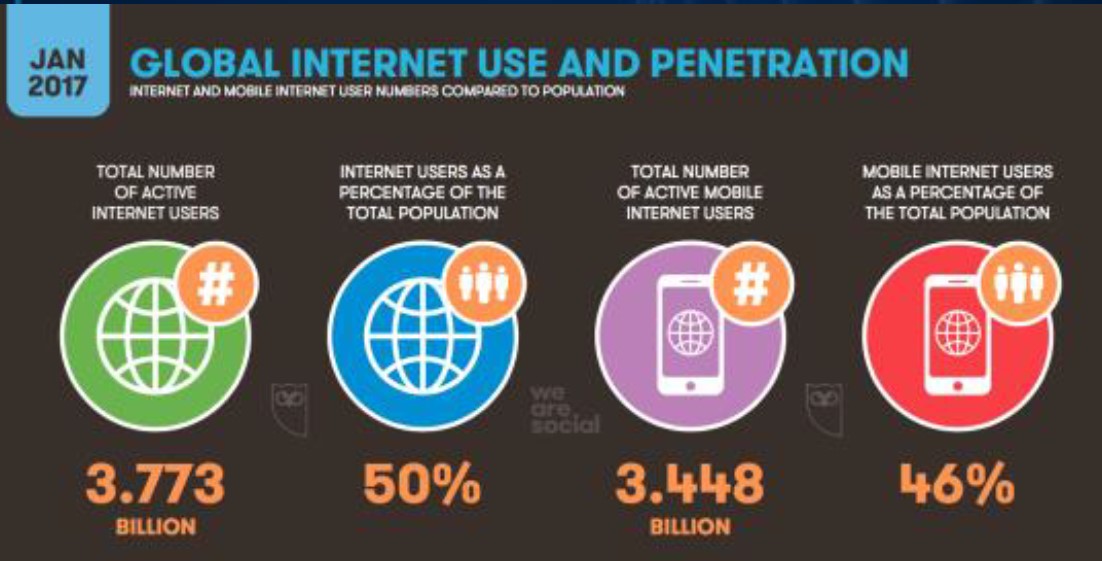 JAN
2017
GLOBAL INTERNET USE AND PENETRATION
INTERNET AND MOBILE INTERNET USER NUMBERS COMPARED TO POPULATION
TOTAL NUMBER
OF ACTIVE
INTERNET USERS
#
3.773
BILLION
INTERNET USERS AS A
PERCENTAGE OF THE
TOTAL POPULATION
50%
we
are
social
TOTAL NUMBER
OF ACTIVE MOBILE
INTERNET USERS
#
3.448
BILLION
MOBILE INTERNET USERS
AS A PERCENTAGE OF
THE TOTAL POPULATION
46%